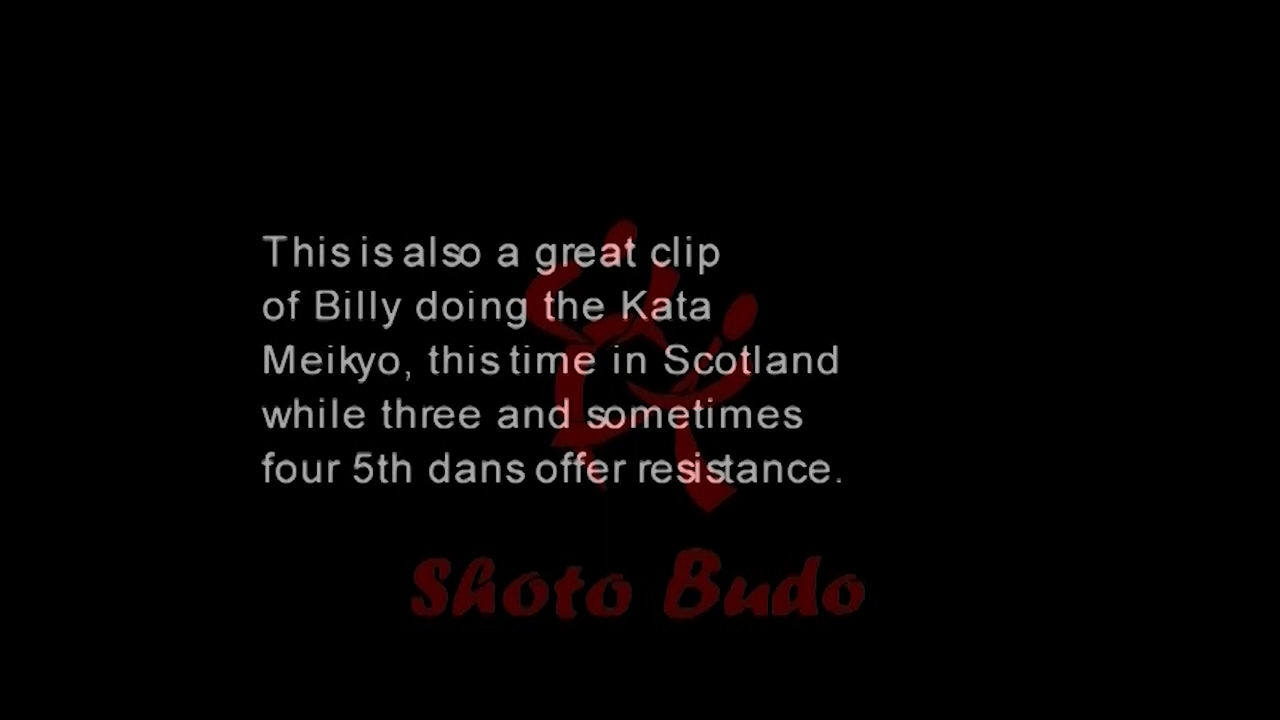 This is also a great clip
of Billy doing the Kata
Meikyo, this time in Scotland
while three and sometimes
four 5th dans offer resistance.
Shoto Budo